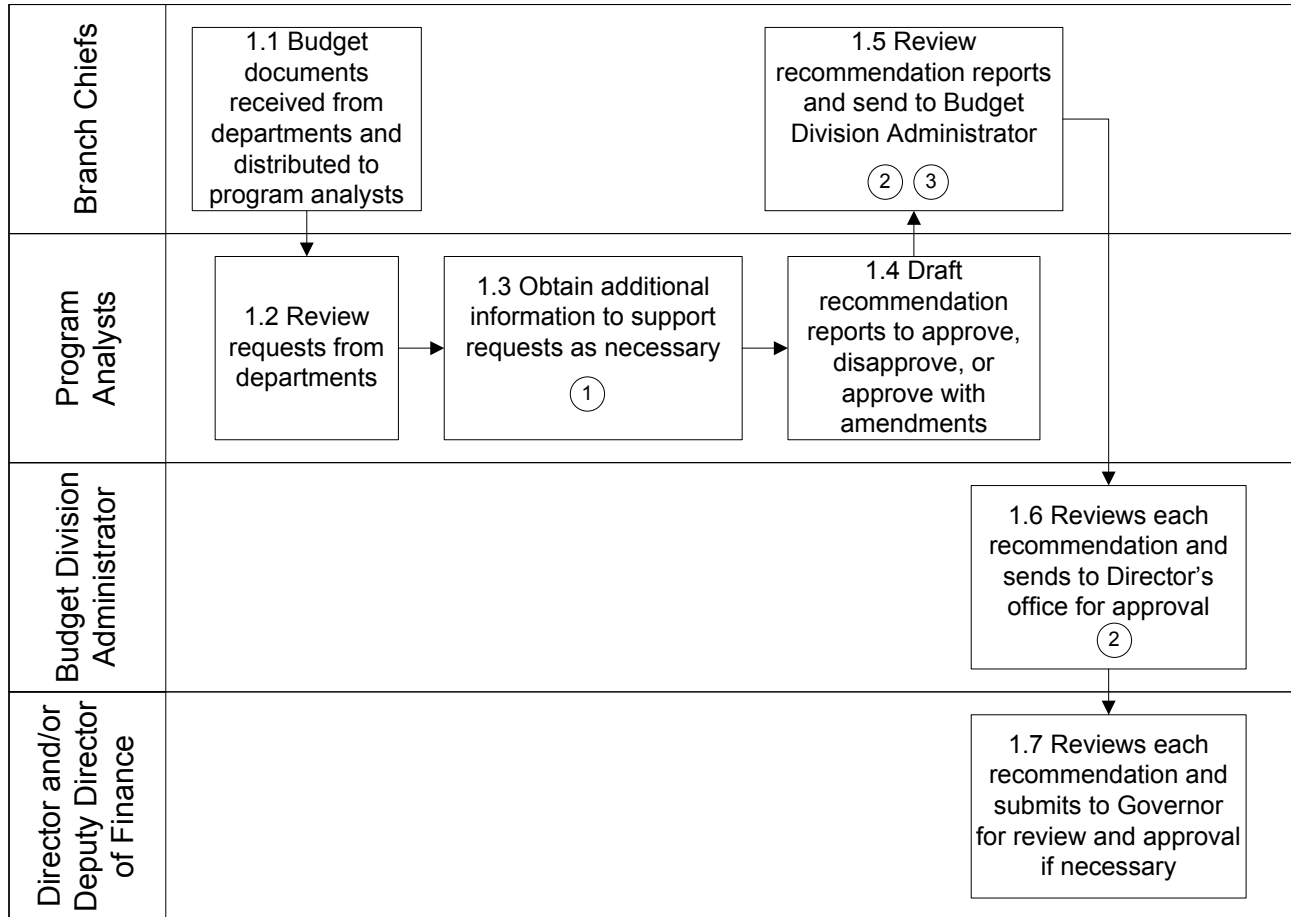 Branch Chiefs
1.1 Budget
documents
received from
departments and
distributed to
program analysts
1.5 Review
recommendation reports
and send to Budget
Division Administrator
2 3
Program
Analysts
1.2 Review
requests from
departments
1.3 Obtain additional
information to support
requests as necessary
1
1.4 Draft
recommendation
reports to approve,
disapprove, or
approve with
amendments
Budget Division
Administrator
1.6 Reviews each
recommendation and
sends to Director’s
office for approval
2
Director and/or
Deputy Director
of Finance
1.7 Reviews each
recommendation and
submits to Governor
for review and approval
if necessary